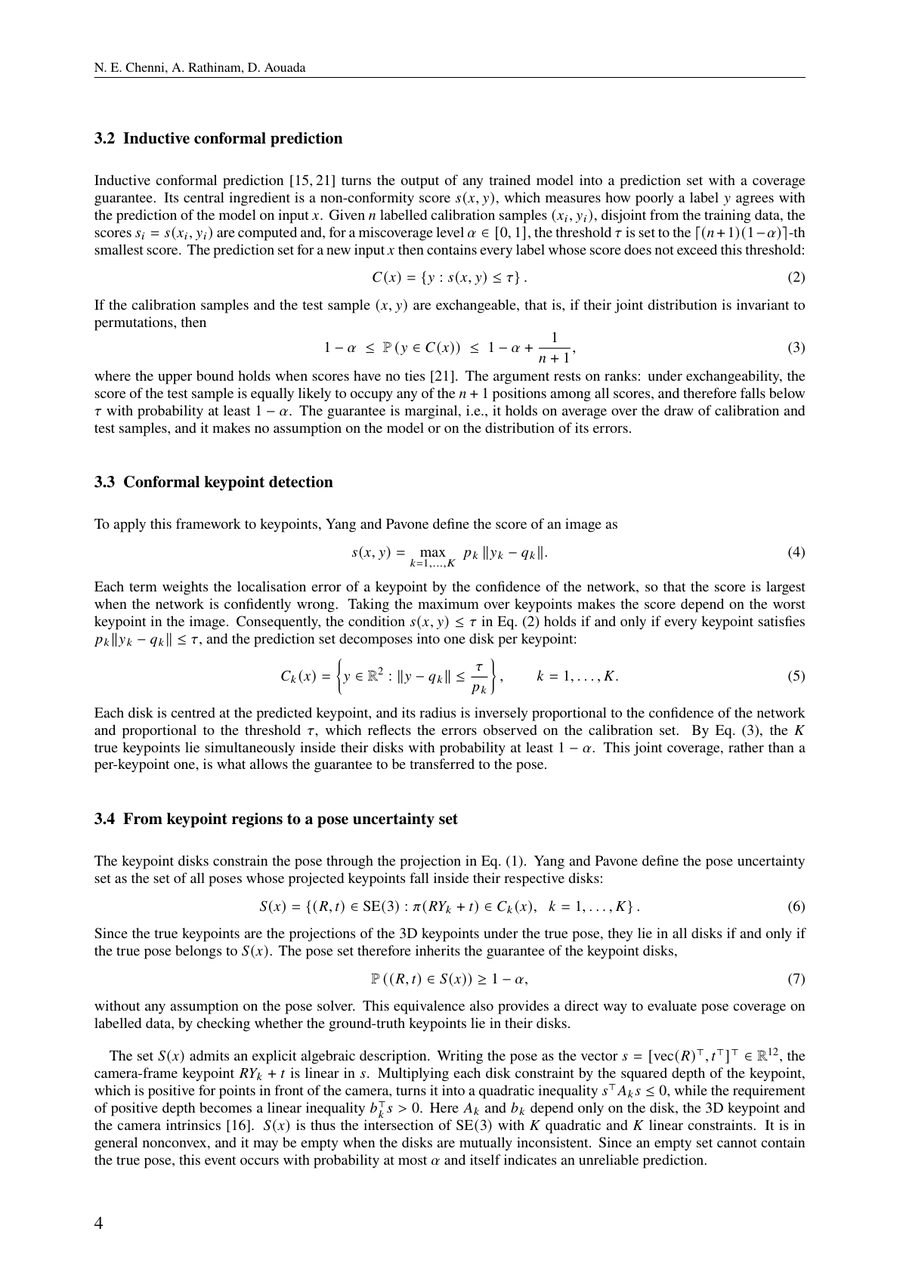 N. E. Chenni, A. Rathinam, D. Aouada
3.2 Inductive conformal prediction
Inductive conformal prediction [15, 21] turns the output of any trained model into a prediction set with a coverage
guarantee. Its central ingredient is a non-conformity score s(x, y), which measures how poorly a label y agrees with
the prediction of the model on input x. Given n labelled calibration samples (xᵢ, yᵢ), disjoint from the training data, the
scores sᵢ = s(xᵢ, yᵢ) are computed and, for a miscoverage level α ∈ [0, 1], the threshold τ is set to the ⌈(n + 1)(1 − α)⌉-th
smallest score. The prediction set for a new input x then contains every label whose score does not exceed this threshold:
C(x) = {y : s(x, y) ≤ τ} . (2)
If the calibration samples and the test sample (x, y) are exchangeable, that is, if their joint distribution is invariant to
permutations, then
1 − α ≤ ℙ (y ∈ C(x)) ≤ 1 − α + 1/(n + 1), (3)
where the upper bound holds when scores have no ties [21]. The argument rests on ranks: under exchangeability, the
score of the test sample is equally likely to occupy any of the n + 1 positions among all scores, and therefore falls below
τ with probability at least 1 − α. The guarantee is marginal, i.e., it holds on average over the draw of calibration and
test samples, and it makes no assumption on the model or on the distribution of its errors.
3.3 Conformal keypoint detection
To apply this framework to keypoints, Yang and Pavone define the score of an image as
s(x, y) = max_{k=1,...,K} pₖ ‖yₖ − qₖ‖. (4)
Each term weights the localisation error of a keypoint by the confidence of the network, so that the score is largest
when the network is confidently wrong. Taking the maximum over keypoints makes the score depend on the worst
keypoint in the image. Consequently, the condition s(x, y) ≤ τ in Eq. (2) holds if and only if every keypoint satisfies
pₖ‖yₖ − qₖ‖ ≤ τ, and the prediction set decomposes into one disk per keypoint:
Cₖ(x) = {y ∈ ℝ² : ‖y − qₖ‖ ≤ τ/pₖ} , k = 1, . . . , K. (5)
Each disk is centred at the predicted keypoint, and its radius is inversely proportional to the confidence of the network
and proportional to the threshold τ, which reflects the errors observed on the calibration set. By Eq. (3), the K
true keypoints lie simultaneously inside their disks with probability at least 1 − α. This joint coverage, rather than a
per-keypoint one, is what allows the guarantee to be transferred to the pose.
3.4 From keypoint regions to a pose uncertainty set
The keypoint disks constrain the pose through the projection in Eq. (1). Yang and Pavone define the pose uncertainty
set as the set of all poses whose projected keypoints fall inside their respective disks:
S(x) = {(R, t) ∈ SE(3) : π(RYₖ + t) ∈ Cₖ(x), k = 1, . . . , K} . (6)
Since the true keypoints are the projections of the 3D keypoints under the true pose, they lie in all disks if and only if
the true pose belongs to S(x). The pose set therefore inherits the guarantee of the keypoint disks,
ℙ ((R, t) ∈ S(x)) ≥ 1 − α, (7)
without any assumption on the pose solver. This equivalence also provides a direct way to evaluate pose coverage on
labelled data, by checking whether the ground-truth keypoints lie in their disks.
The set S(x) admits an explicit algebraic description. Writing the pose as the vector s = [vec(R)⊤, t⊤]⊤ ∈ ℝ¹², the
camera-frame keypoint RYₖ + t is linear in s. Multiplying each disk constraint by the squared depth of the keypoint,
which is positive for points in front of the camera, turns it into a quadratic inequality s⊤Aₖs ≤ 0, while the requirement
of positive depth becomes a linear inequality bₖ⊤s > 0. Here Aₖ and bₖ depend only on the disk, the 3D keypoint and
the camera intrinsics [16]. S(x) is thus the intersection of SE(3) with K quadratic and K linear constraints. It is in
general nonconvex, and it may be empty when the disks are mutually inconsistent. Since an empty set cannot contain
the true pose, this event occurs with probability at most α and itself indicates an unreliable prediction.
4